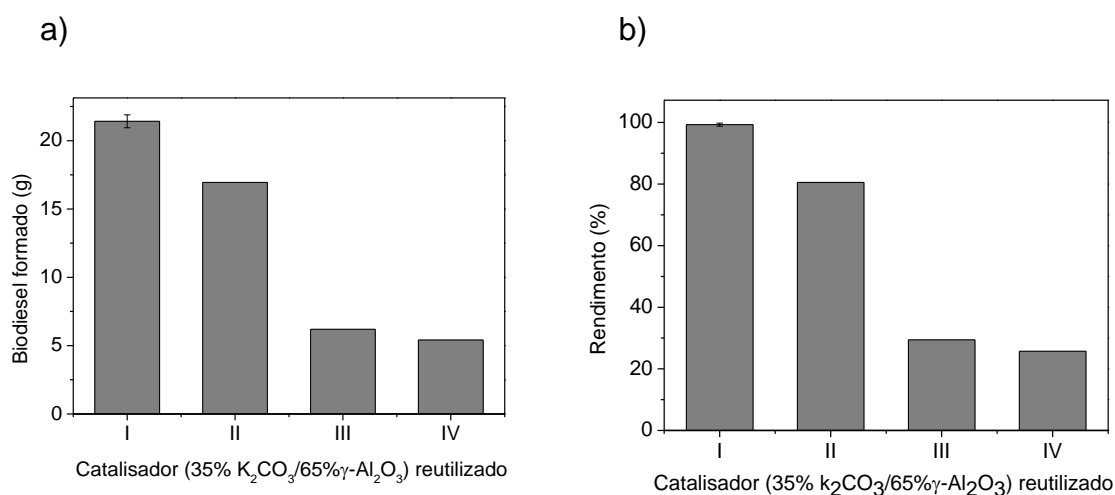 a)
Biodiesel formado (g)
20
15
10
5
0
I II III IV
Catalisador (35% K₂CO₃/65%γ-Al₂O₃) reutilizado
b)
Rendimento (%)
100
80
60
40
20
0
I II III IV
Catalisador (35% k₂CO₃/65%γ-Al₂O₃) reutilizado